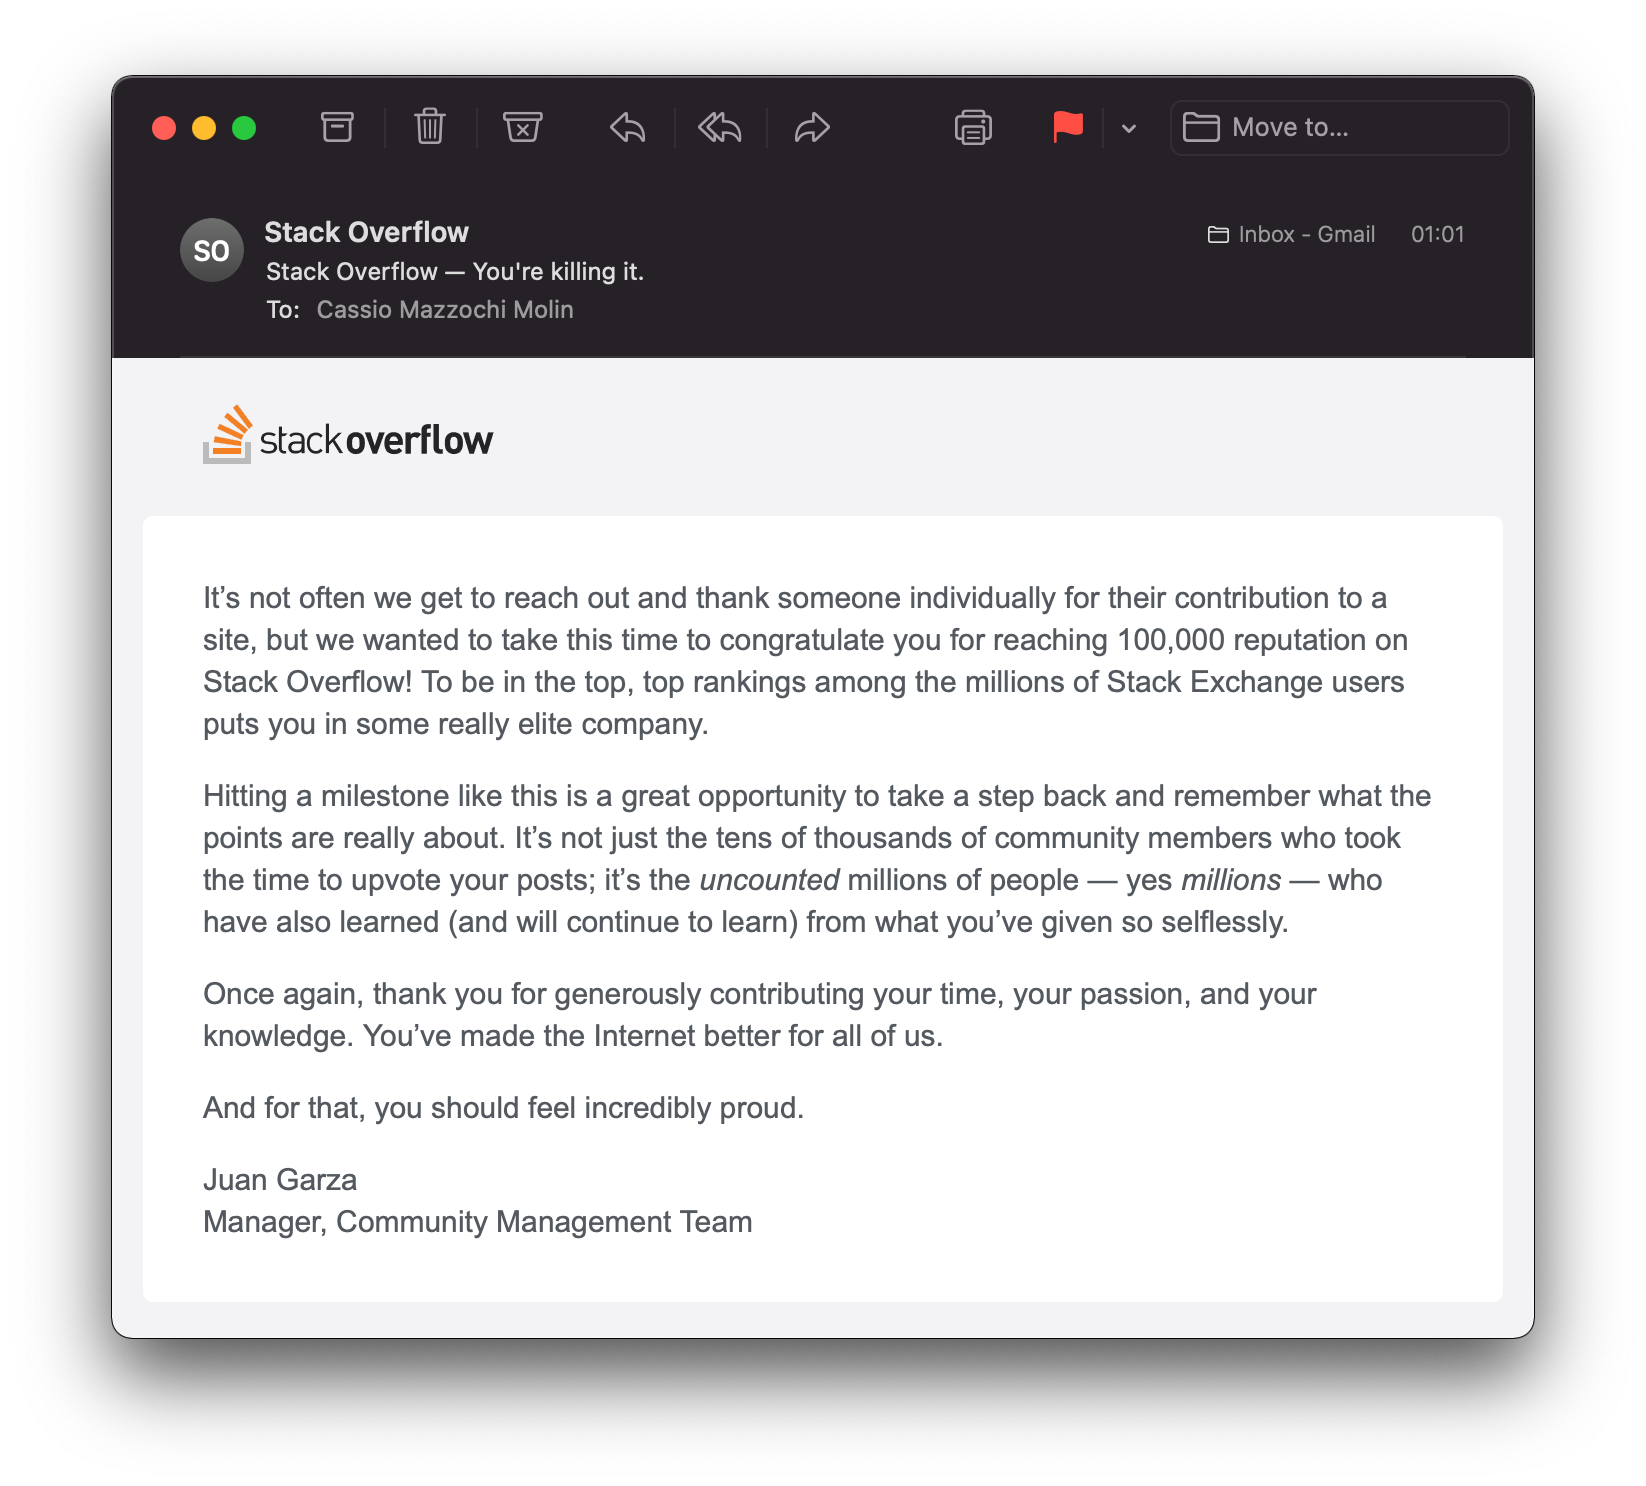 Move to...
SO
Stack Overflow
Inbox - Gmail 01:01
Stack Overflow — You're killing it.
To: Cassio Mazzochi Molin
stackoverflow
It’s not often we get to reach out and thank someone individually for their contribution to a
site, but we wanted to take this time to congratulate you for reaching 100,000 reputation on
Stack Overflow! To be in the top, top rankings among the millions of Stack Exchange users
puts you in some really elite company.
Hitting a milestone like this is a great opportunity to take a step back and remember what the
points are really about. It’s not just the tens of thousands of community members who took
the time to upvote your posts; it’s the uncounted millions of people — yes millions — who
have also learned (and will continue to learn) from what you’ve given so selflessly.
Once again, thank you for generously contributing your time, your passion, and your
knowledge. You’ve made the Internet better for all of us.
And for that, you should feel incredibly proud.
Juan Garza
Manager, Community Management Team